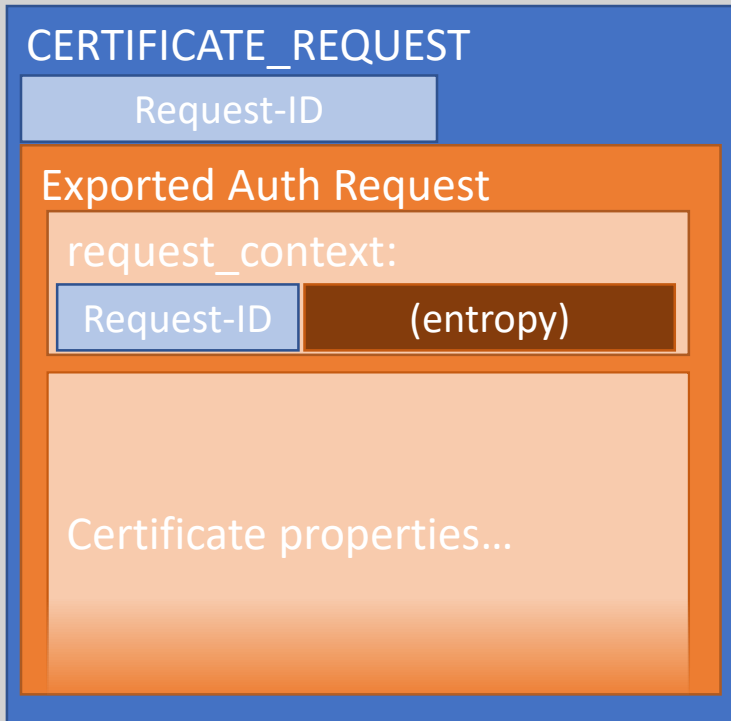 CERTIFICATE_REQUEST
Request-ID
Exported Auth Request
request_context:
Request-ID (entropy)
Certificate properties…